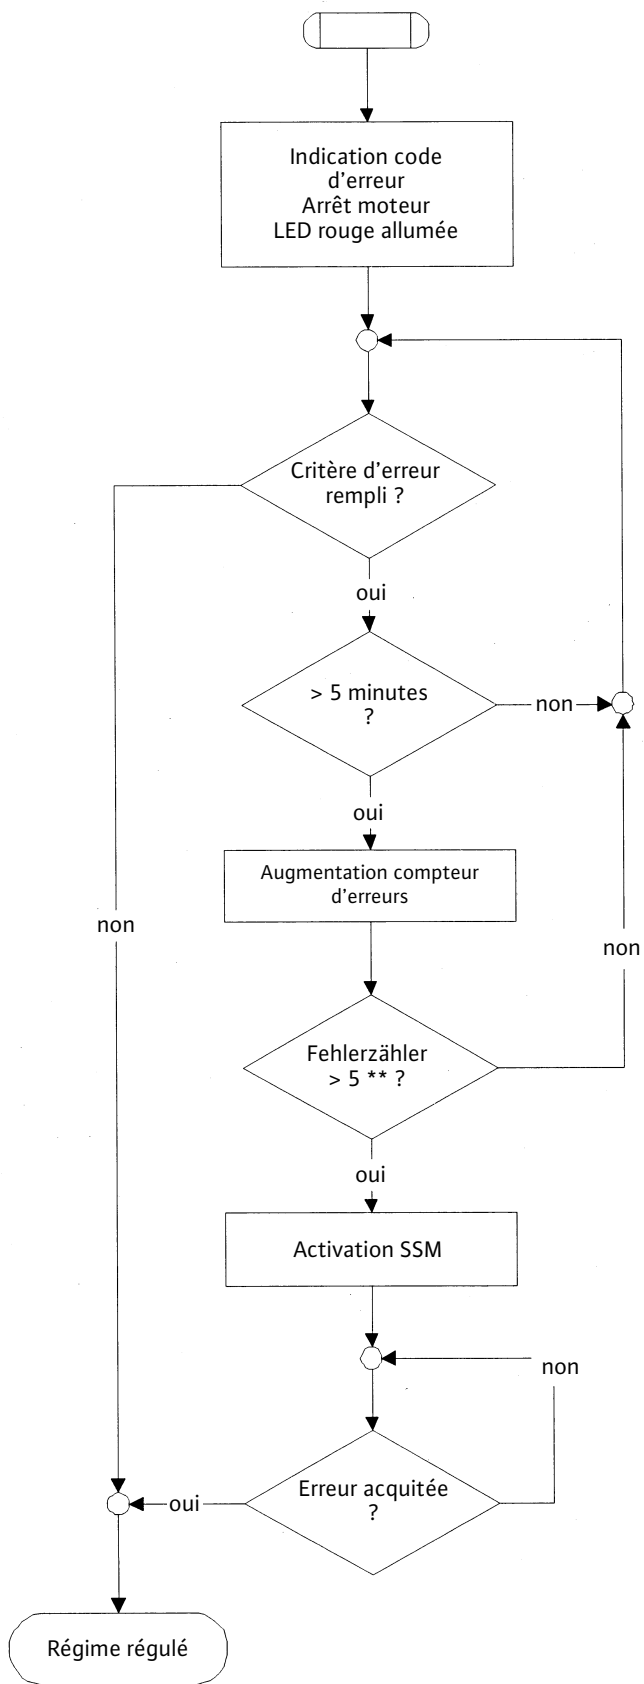 Indication code
d'erreur
Arrêt moteur
LED rouge allumée
Critère d'erreur
rempli ?
oui
> 5 minutes
?
non
oui
Augmentation compteur
d'erreurs
non
non
Fehlerzähler
> 5 ** ?
oui
Activation SSM
non
Erreur acquitée
?
oui
Régime régulé